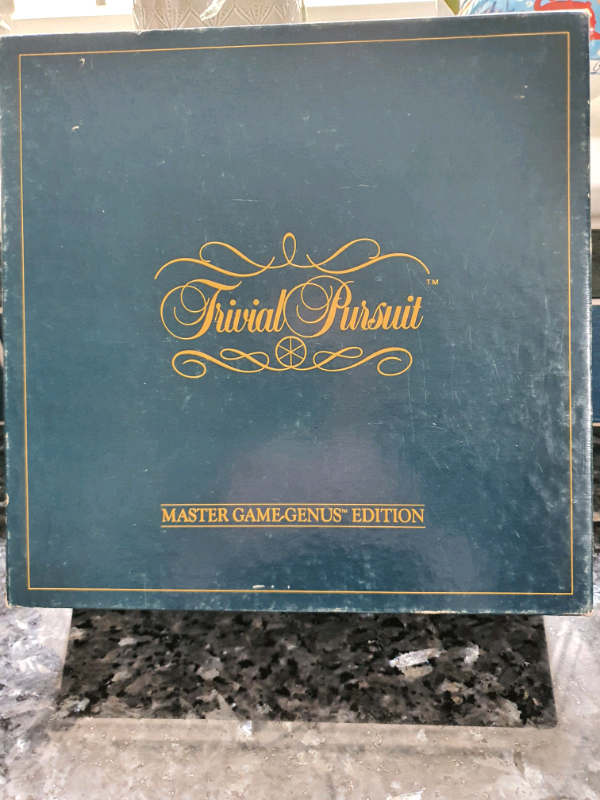 Trivial Pursuit™
MASTER GAME-GENUS™ EDITION